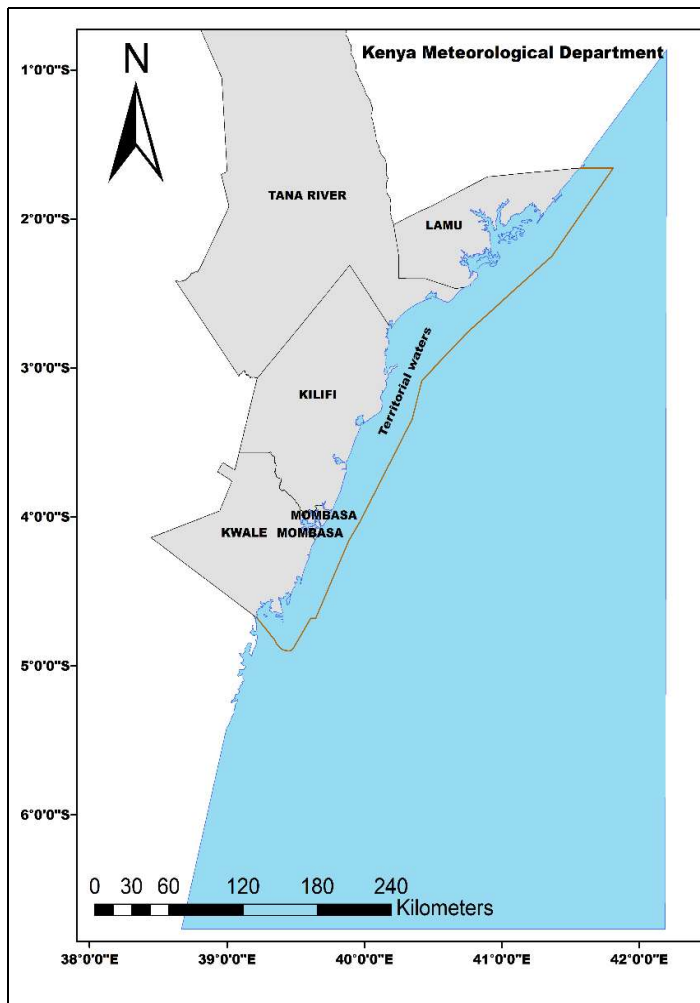 Kenya Meteorological Department
N
1°0'0"S
2°0'0"S
3°0'0"S
4°0'0"S
5°0'0"S
6°0'0"S
TANA RIVER
LAMU
Territorial waters
KILIFI
MOMBASA
KWALE MOMBASA
0 30 60 120 180 240
Kilometers
38°0'0"E 39°0'0"E 40°0'0"E 41°0'0"E 42°0'0"E